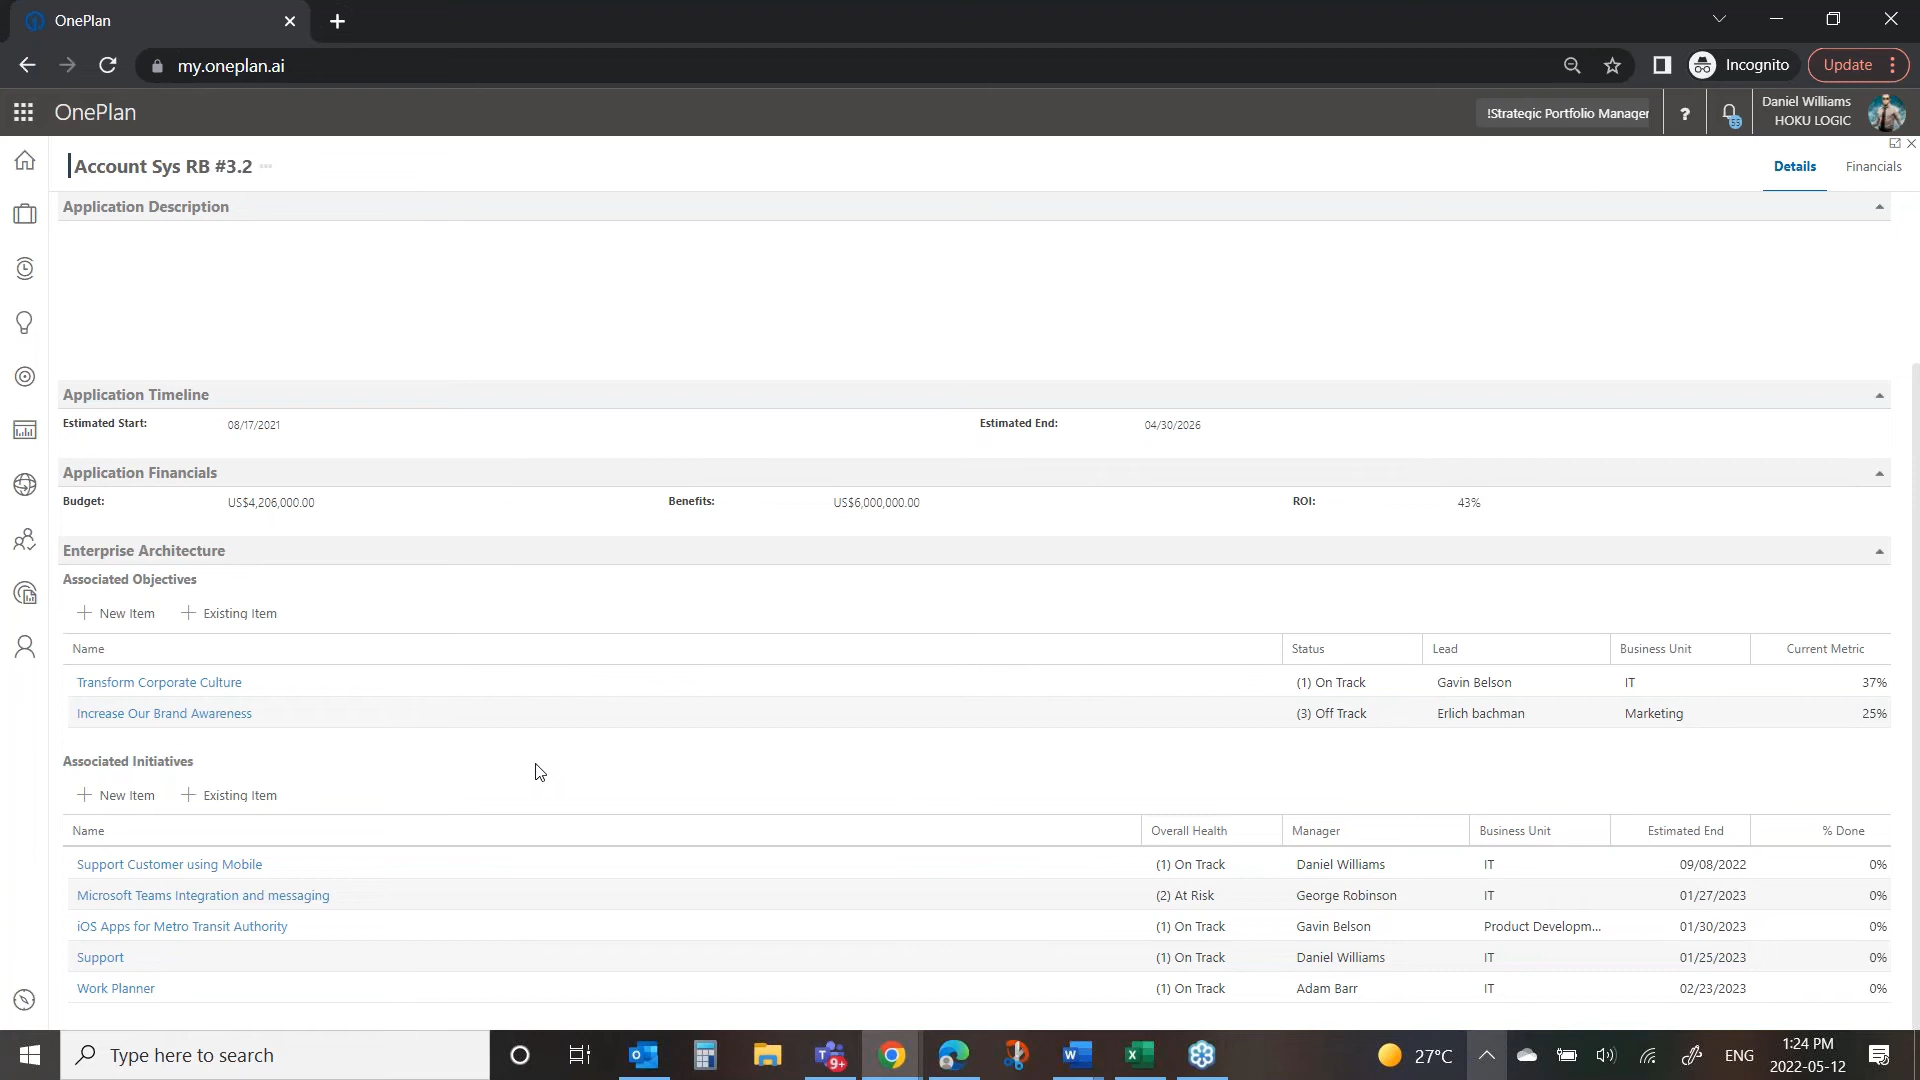 OnePlan
my.oneplan.ai
Incognito
Update
OnePlan
!Strategic Portfolio Manager
?
55
Daniel Williams
HOKU LOGIC
Account Sys RB #3.2
Details
Financials
Application Description
Application Timeline
Estimated Start: 08/17/2021 Estimated End: 04/30/2026
Application Financials
Budget: US$4,206,000.00 Benefits: US$6,000,000.00 ROI: 43%
Enterprise Architecture
Associated Objectives
New Item Existing Item
Name Status Lead Business Unit Current Metric
Transform Corporate Culture (1) On Track Gavin Belson IT 37%
Increase Our Brand Awareness (3) Off Track Erlich bachman Marketing 25%
Associated Initiatives
New Item Existing Item
Name Overall Health Manager Business Unit Estimated End % Done
Support Customer using Mobile (1) On Track Daniel Williams IT 09/08/2022 0%
Microsoft Teams Integration and messaging (2) At Risk George Robinson IT 01/27/2023 0%
iOS Apps for Metro Transit Authority (1) On Track Gavin Belson Product Developm... 01/30/2023 0%
Support (1) On Track Daniel Williams IT 01/25/2023 0%
Work Planner (1) On Track Adam Barr IT 02/23/2023 0%
Type here to search
9+
27°C
ENG
1:24 PM
2022-05-12